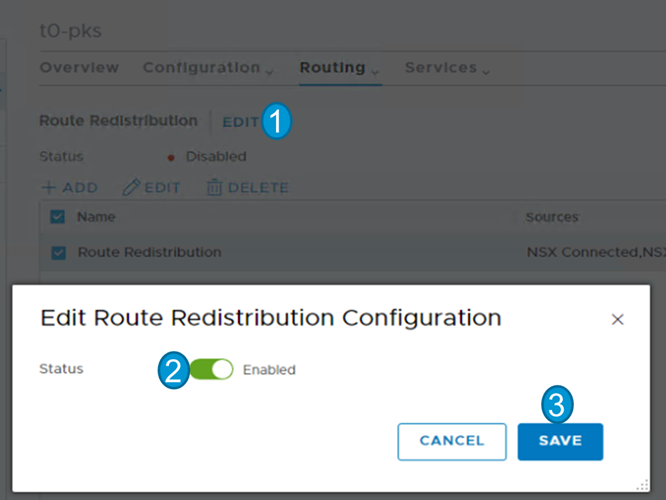 t0-pks
Overview Configuration Routing Services
Route Redistribution EDIT 1
Status Disabled
+ ADD EDIT DELETE
Name Sources
Route Redistribution NSX Connected,NSX
Edit Route Redistribution Configuration ×
Status 2 Enabled
3
CANCEL SAVE